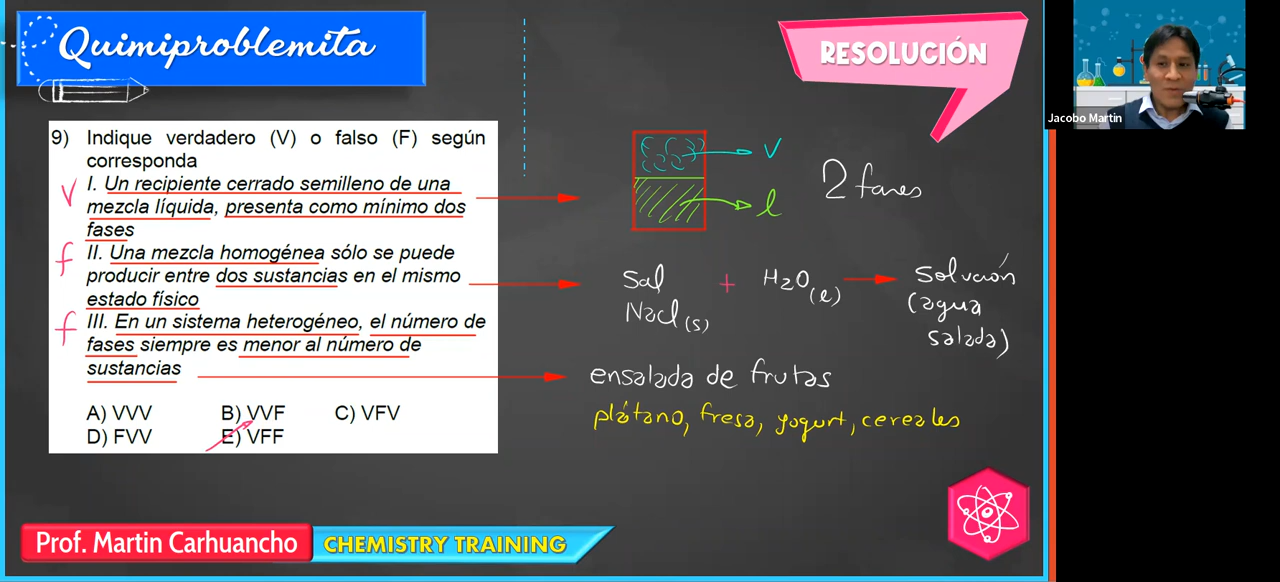 Quimiproblemita
RESOLUCIÓN
Jacobo Martin
9) Indique verdadero (V) o falso (F) según
corresponda
V I. Un recipiente cerrado semilleno de una
mezcla líquida, presenta como mínimo dos
fases
f II. Una mezcla homogénea sólo se puede
producir entre dos sustancias en el mismo
estado físico
f III. En un sistema heterogéneo, el número de
fases siempre es menor al número de
sustancias
A) VVV B) VVF C) VFV
D) FVV E) VFF
V
l
2 fases
Sal + H2O(l) solución
NaCl(s) (agua
salada)
ensalada de frutas
plátano, fresa, yogurt, cereales
Prof. Martin Carhuancho CHEMISTRY TRAINING